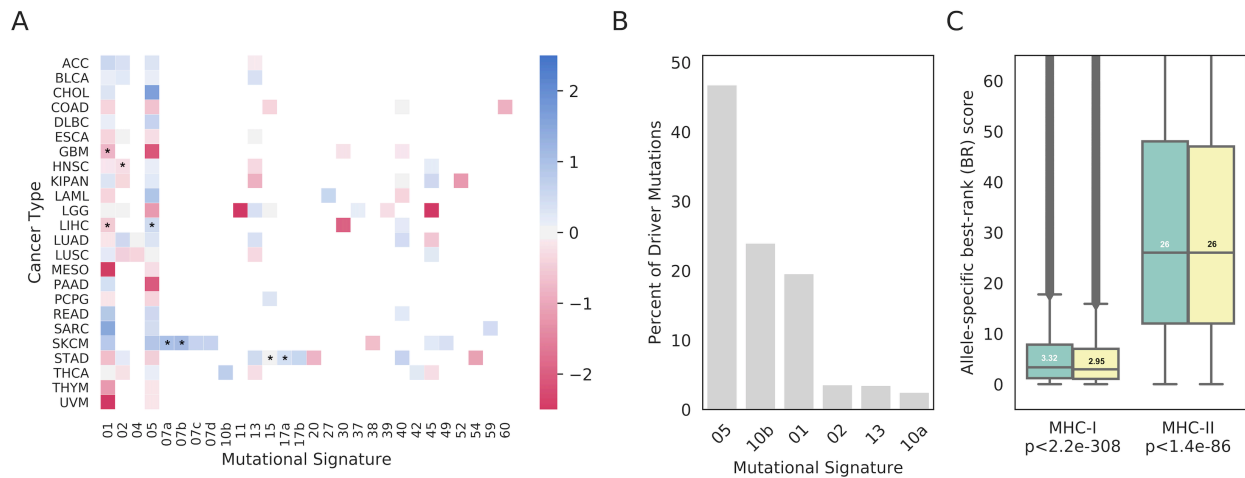 A
Cancer Type
ACC
BLCA
CHOL
COAD
DLBC
ESCA
GBM
HNSC
KIPAN
LAML
LGG
LIHC
LUAD
LUSC
MESO
PAAD
PCPG
READ
SARC
SKCM
STAD
THCA
THYM
UVM
* * * * * * * *
01 02 04 05 07a 07b 07c 07d 10b 11 13 15 17a 17b 20 27 30 37 38 39 40 42 45 49 52 54 59 60
Mutational Signature
2
1
0
−1
−2
B
Percent of Driver Mutations
50
40
30
20
10
0
05 10b 01 02 13 10a
Mutational Signature
C
Allele-specific best-rank (BR) score
60
50
40
30
20
10
0
3.32 2.95 26 26
MHC-I MHC-II
p<2.2e-308 p<1.4e-86